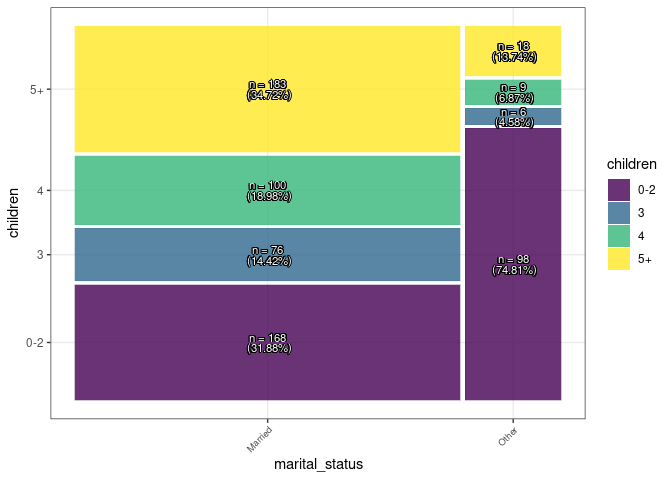 children
5+
4
3
0-2
n = 183
(34.72%)
n = 100
(18.98%)
n = 76
(14.42%)
n = 168
(31.88%)
n = 18
(13.74%)
n = 9
(6.87%)
n = 6
(4.58%)
n = 98
(74.81%)
Married
Other
marital_status
children
0-2
3
4
5+